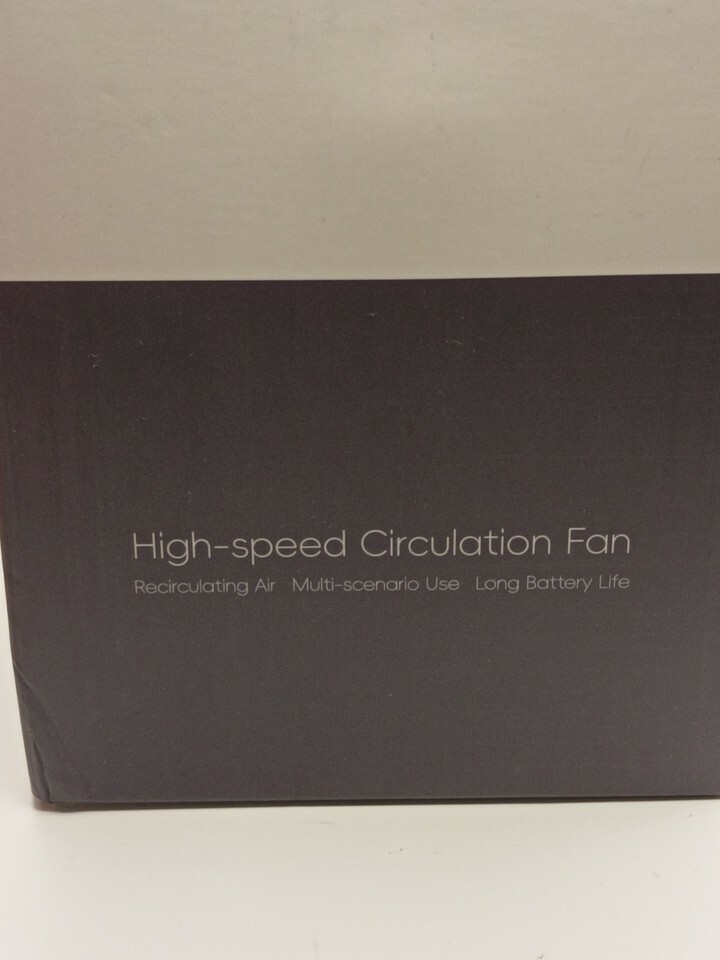 High-speed Circulation Fan
Recirculating Air Multi-scenario Use Long Battery Life